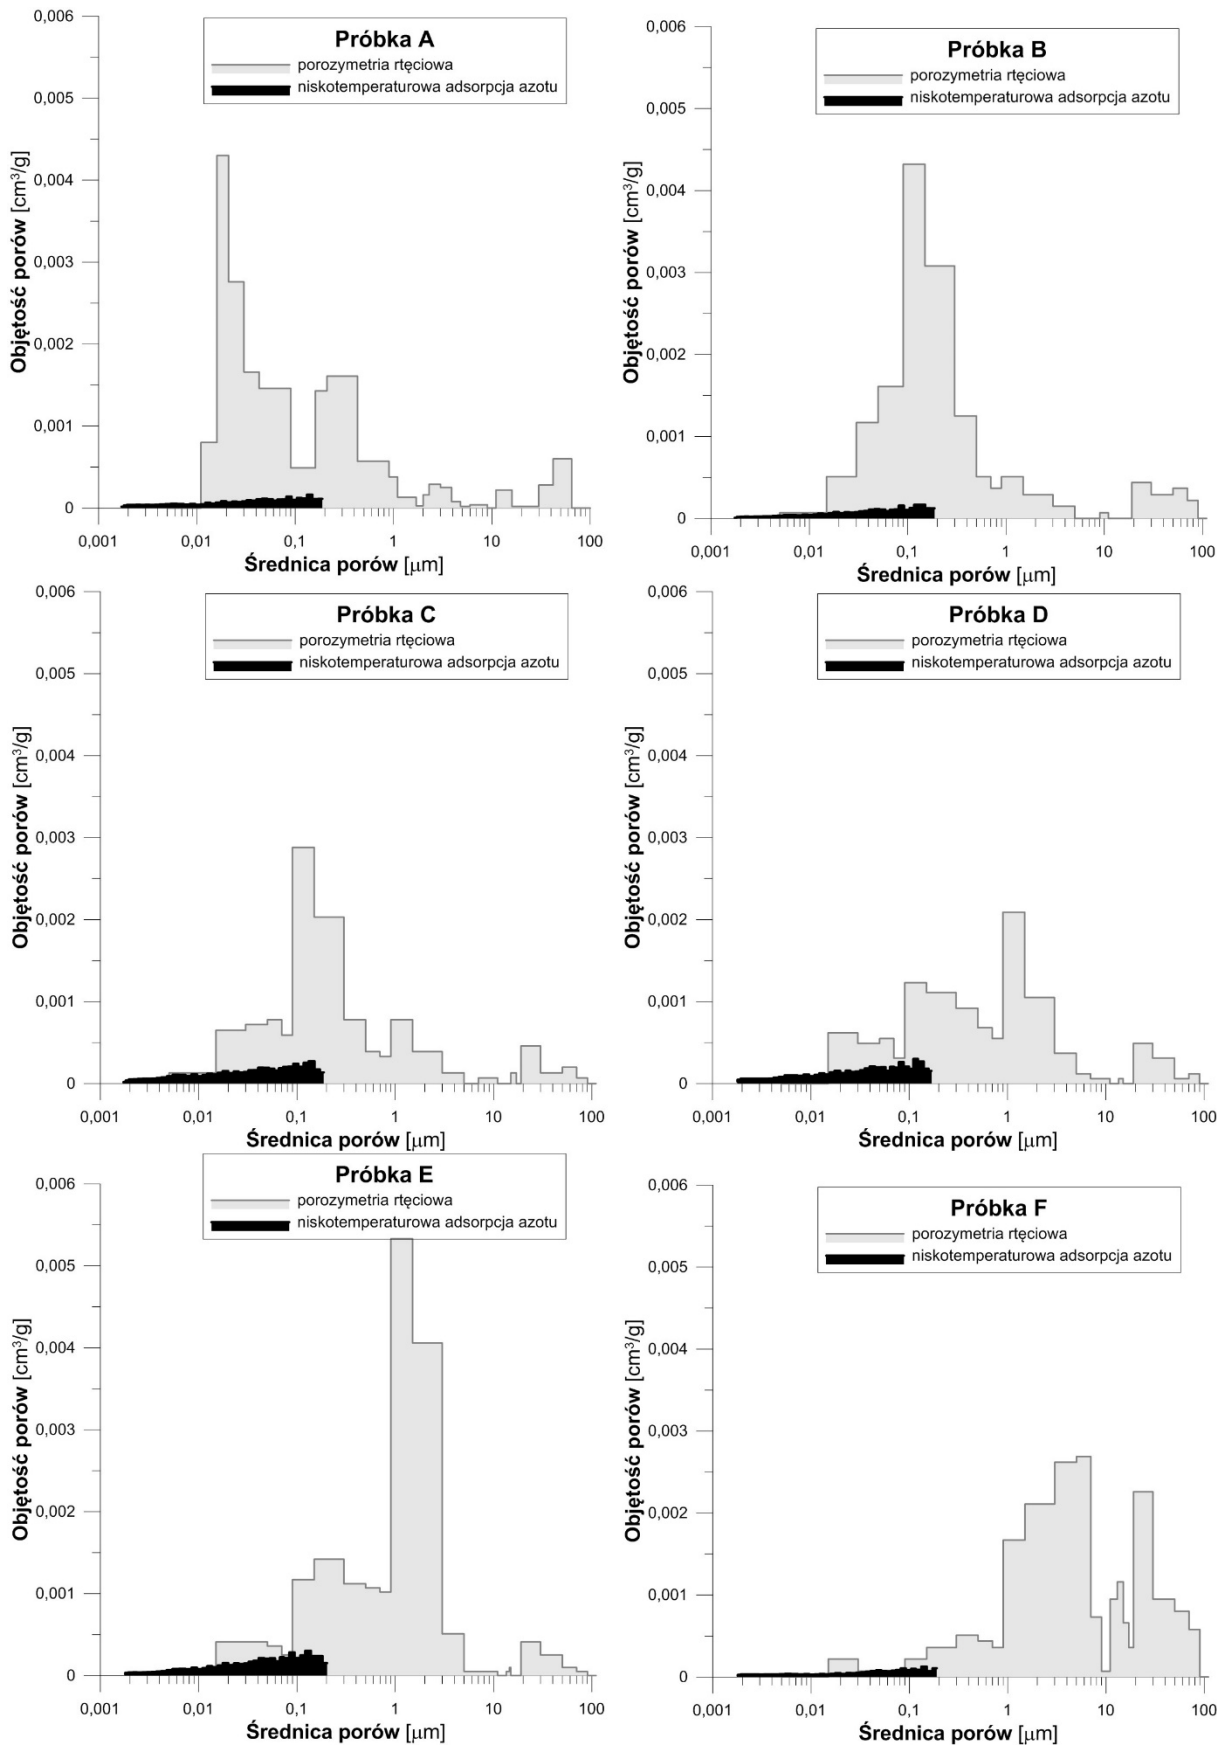 Próbka A
porozymetria rtęciowa
niskotemperaturowa adsorpcja azotu
Objętość porów [cm³/g]
0,006
0,005
0,004
0,003
0,002
0,001
0
0,001 0,01 0,1 1 10 100
Średnica porów [μm]
Próbka B
porozymetria rtęciowa
niskotemperaturowa adsorpcja azotu
Objętość porów [cm³/g]
0,006
0,005
0,004
0,003
0,002
0,001
0
0,001 0,01 0,1 1 10 100
Średnica porów [μm]
Próbka C
porozymetria rtęciowa
niskotemperaturowa adsorpcja azotu
Objętość porów [cm³/g]
0,006
0,005
0,004
0,003
0,002
0,001
0
0,001 0,01 0,1 1 10 100
Średnica porów [μm]
Próbka D
porozymetria rtęciowa
niskotemperaturowa adsorpcja azotu
Objętość porów [cm³/g]
0,006
0,005
0,004
0,003
0,002
0,001
0
0,001 0,01 0,1 1 10 100
Średnica porów [μm]
Próbka E
porozymetria rtęciowa
niskotemperaturowa adsorpcja azotu
Objętość porów [cm³/g]
0,006
0,005
0,004
0,003
0,002
0,001
0
0,001 0,01 0,1 1 10 100
Średnica porów [μm]
Próbka F
porozymetria rtęciowa
niskotemperaturowa adsorpcja azotu
Objętość porów [cm³/g]
0,006
0,005
0,004
0,003
0,002
0,001
0
0,001 0,01 0,1 1 10 100
Średnica porów [μm]